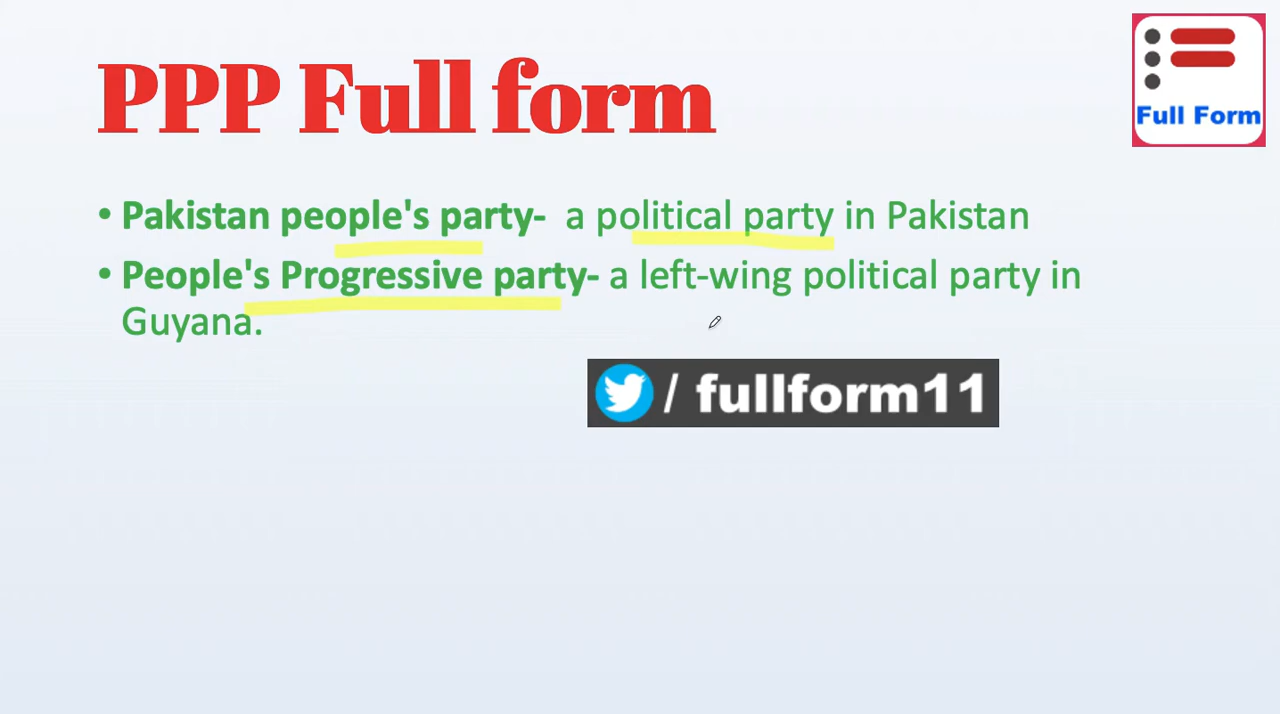 PPP Full form
Full Form
• Pakistan people's party-  a political party in Pakistan
• People's Progressive party- a left-wing political party in
Guyana.
/ fullform11